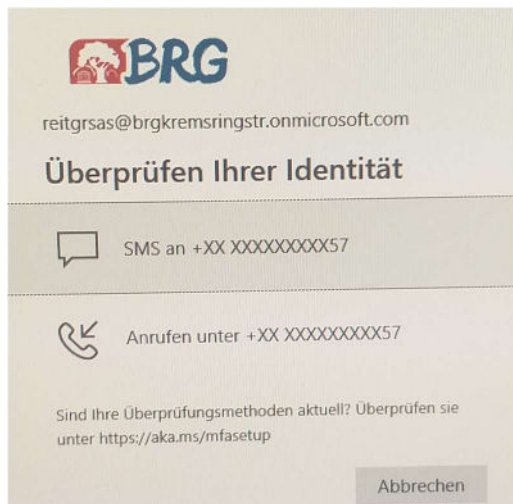 BRG
reitgrsas@brgkremsringstr.onmicrosoft.com
Überprüfen Ihrer Identität
SMS an +XX XXXXXXXXX57
Anrufen unter +XX XXXXXXXXX57
Sind Ihre Überprüfungsmethoden aktuell? Überprüfen sie
unter https://aka.ms/mfasetup
Abbrechen